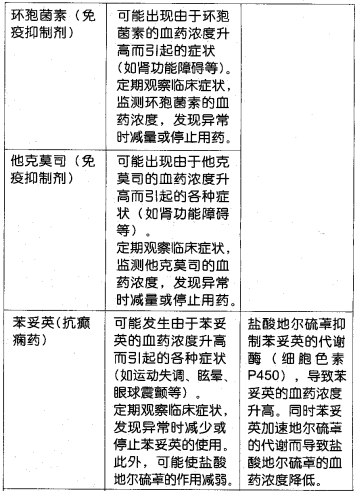 环胞菌素（免
疫抑制剂）
可能出现由于环胞
菌素的血药浓度升
高而引起的症状
（如肾功能障碍等）。
定期观察临床症状，
监测环胞菌素的血
药浓度，发现异常
时减量或停止用药。
他克莫司（免
疫抑制剂）
可能出现由于他克
莫司的血药浓度升
高而引起的各种症
状（如肾功能障碍
等）。
定期观察临床症状，
监测他克莫司的血
药浓度，发现异常
时减量或停止用药。
苯妥英(抗癫
痫药）
可能发生由于苯妥
英的血药浓度升高
而引起的各种症状
（如运动失调、眩晕、
眼球震颤等）。
定期观察临床症状，
发现异常时减少或
停止苯妥英的使用。
此外，可能使盐酸
地尔硫䓬的作用减弱。
盐酸地尔硫䓬抑
制苯妥英的代谢
酶（细胞色素
P450），导致苯
妥英的血药浓度
升高。同时苯妥
英加速地尔硫䓬
的代谢而导致盐
酸地尔硫䓬的血
药浓度降低。